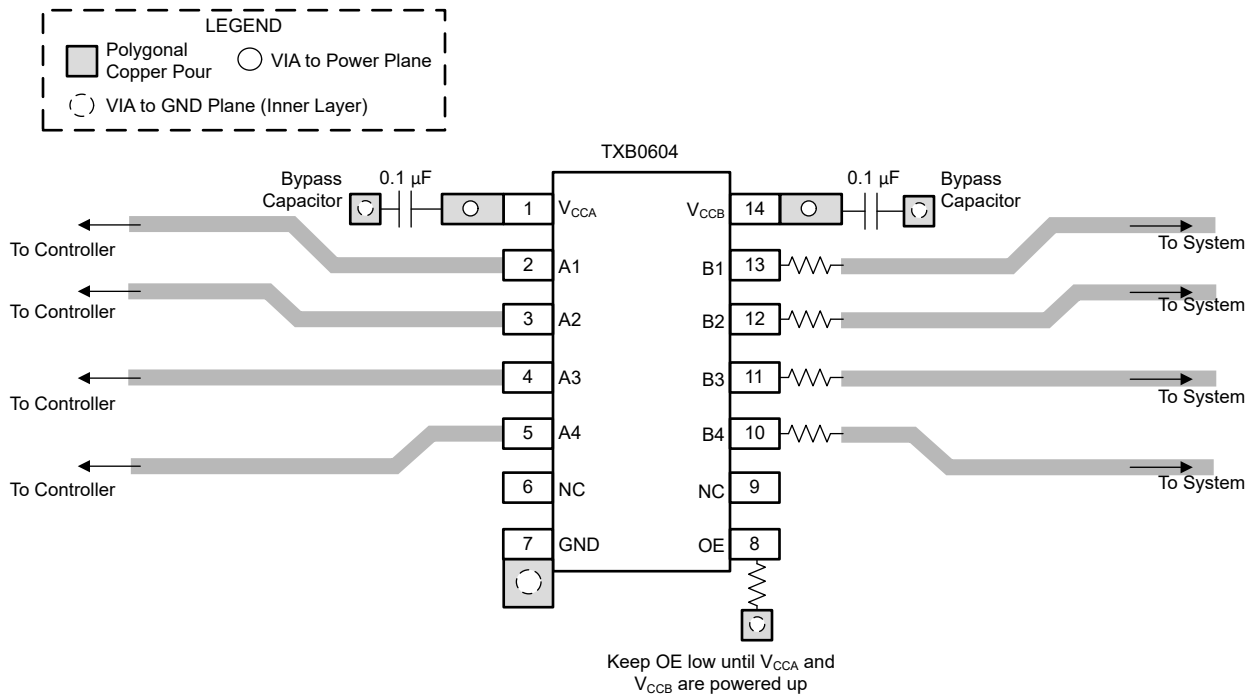 LEGEND
Polygonal
Copper Pour
VIA to Power Plane
VIA to GND Plane (Inner Layer)
TXB0604
Bypass
Capacitor
0.1 µF
0.1 µF
Bypass
Capacitor
1
VCCA
VCCB
14
To Controller
To System
2
A1
B1
13
To Controller
To System
3
A2
B2
12
4
A3
B3
11
To Controller
To System
5
A4
B4
10
To Controller
To System
6
NC
NC
9
7
GND
OE
8
Keep OE low until VCCA and
VCCB are powered up